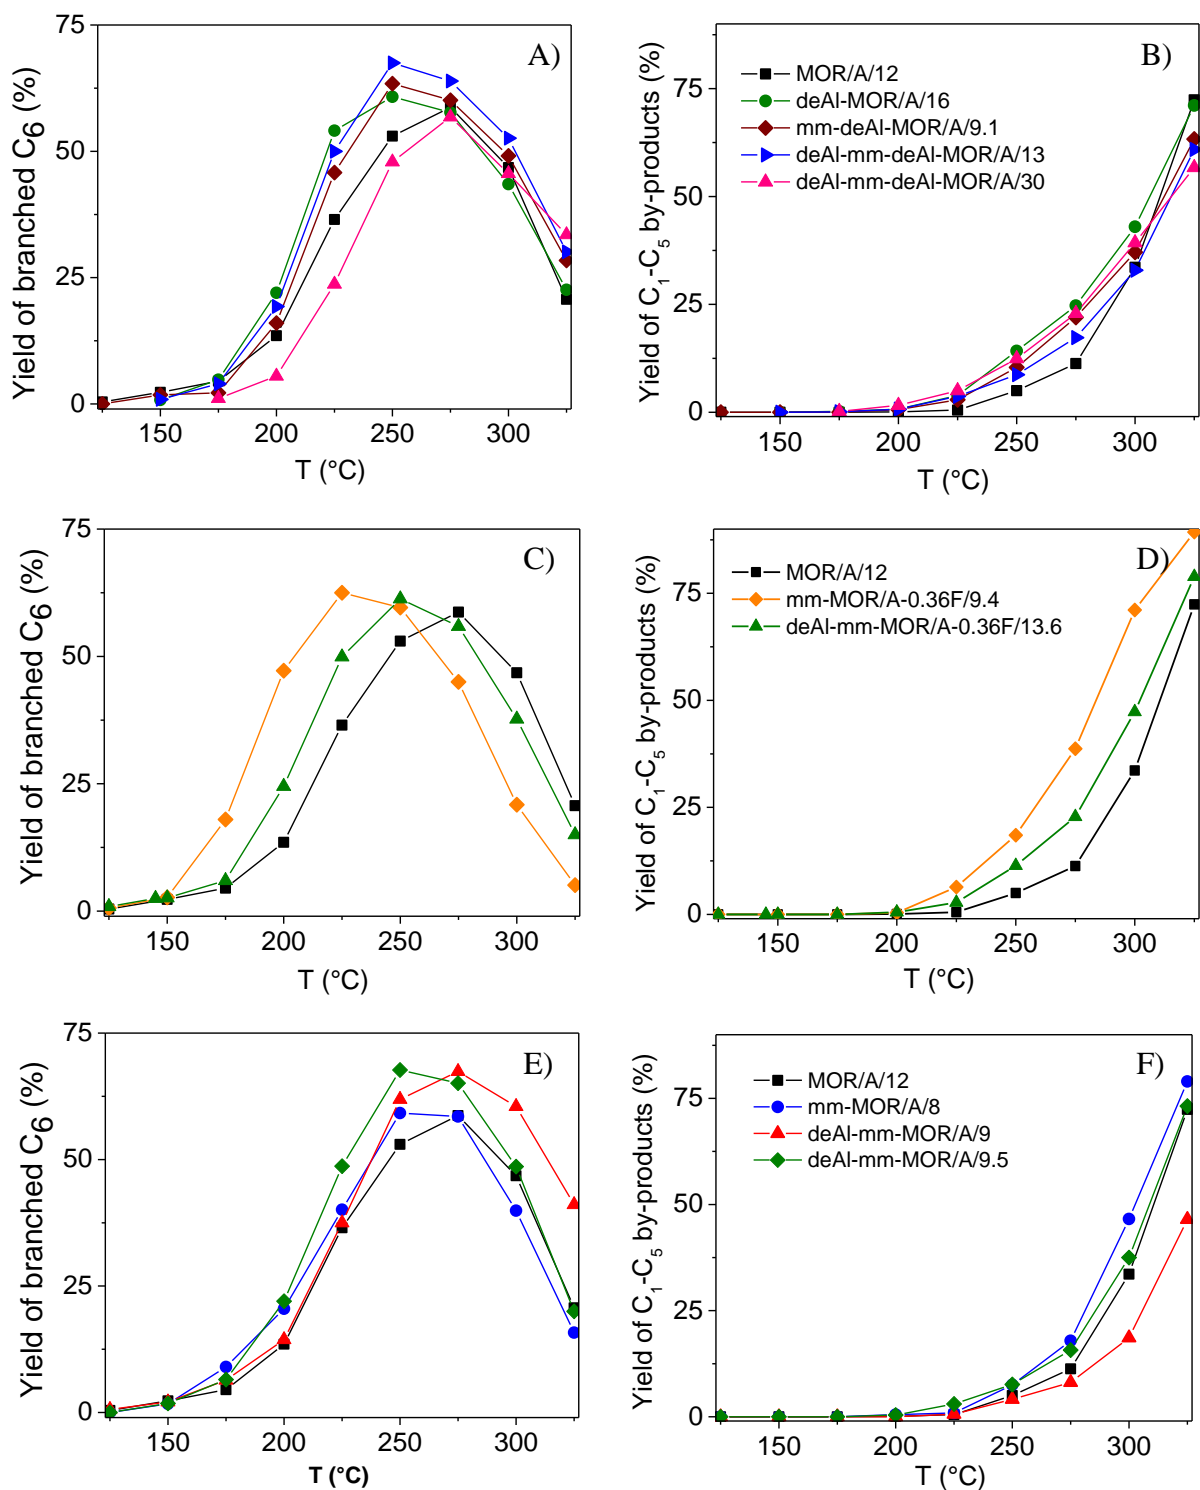 A)
Yield of branched C6 (%)
75
50
25
0
150 200 250 300
T (°C)
B)
Yield of C1-C5 by-products (%)
75
50
25
0
MOR/A/12
deAl-MOR/A/16
mm-deAl-MOR/A/9.1
deAl-mm-deAl-MOR/A/13
deAl-mm-deAl-MOR/A/30
150 200 250 300
T (°C)
C)
Yield of branched C6 (%)
75
50
25
0
150 200 250 300
T (°C)
D)
Yield of C1-C5 by-products (%)
75
50
25
0
MOR/A/12
mm-MOR/A-0.36F/9.4
deAl-mm-MOR/A-0.36F/13.6
150 200 250 300
T (°C)
E)
Yield of branched C6 (%)
75
50
25
0
150 200 250 300
T (°C)
F)
Yield of C1-C5 by-products (%)
75
50
25
0
MOR/A/12
mm-MOR/A/8
deAl-mm-MOR/A/9
deAl-mm-MOR/A/9.5
150 200 250 300
T (°C)